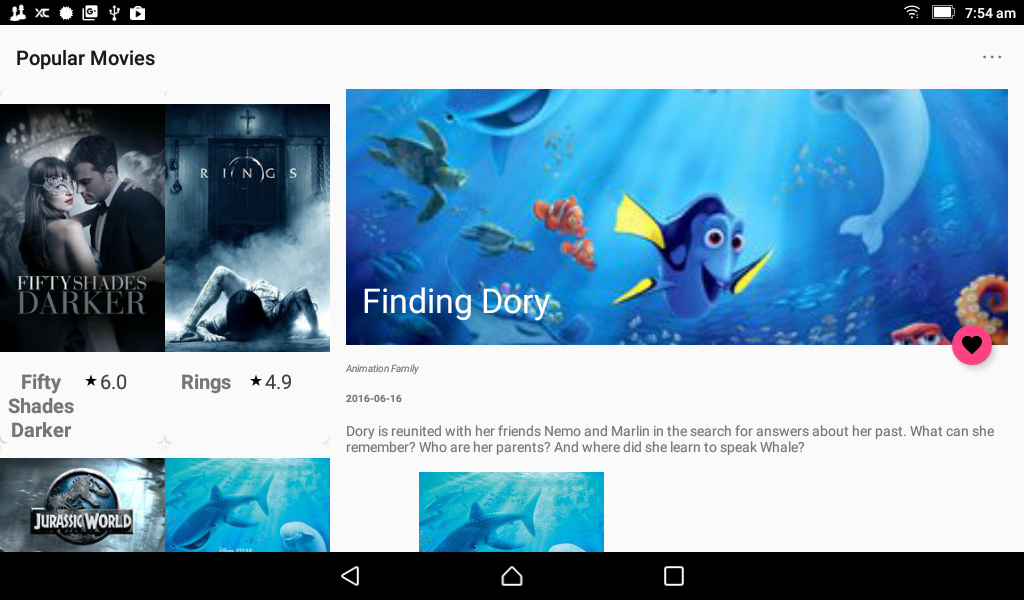 7:54 am
Popular Movies
FIFTY SHADES
DARKER
RINGS
Fifty
Shades
Darker
★6.0
Rings
★4.9
JURASSIC WORLD
Finding Dory
Animation Family
2016-06-16
Dory is reunited with her friends Nemo and Marlin in the search for answers about her past. What can she
remember? Who are her parents? And where did she learn to speak Whale?